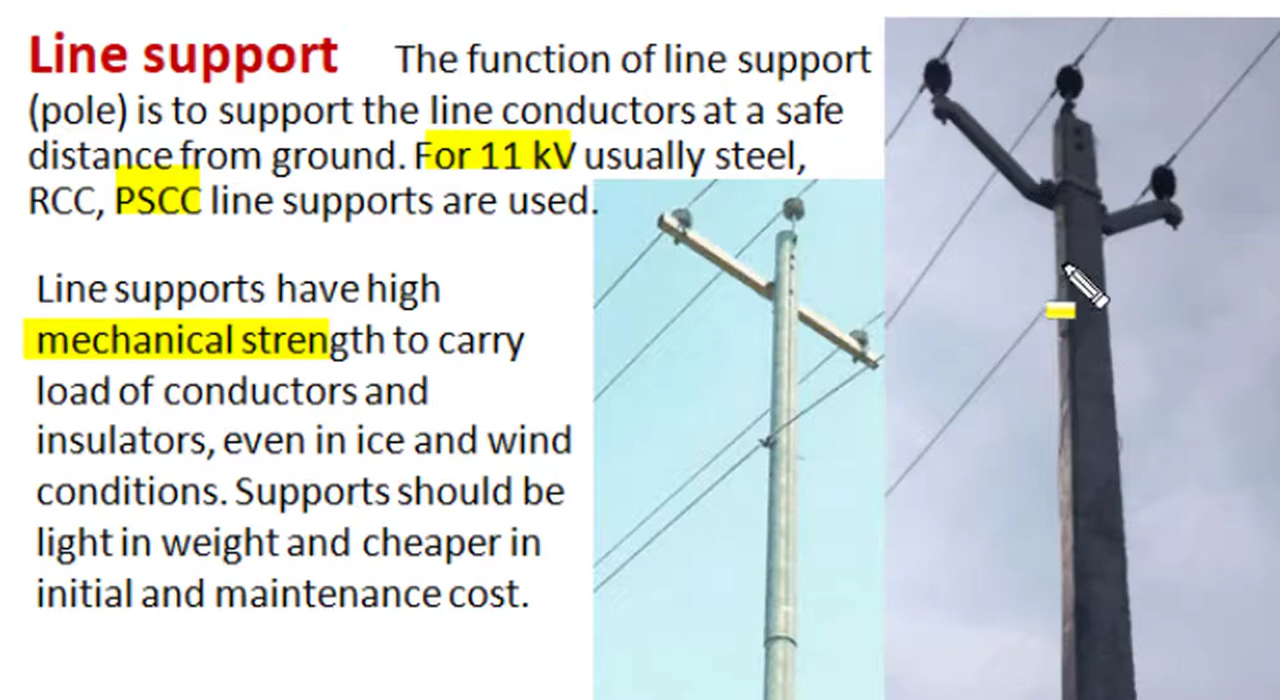 Line support The function of line support
(pole) is to support the line conductors at a safe
distance from ground. For 11 kV usually steel,
RCC, PSCC line supports are used.
Line supports have high
mechanical strength to carry
load of conductors and
insulators, even in ice and wind
conditions. Supports should be
light in weight and cheaper in
initial and maintenance cost.